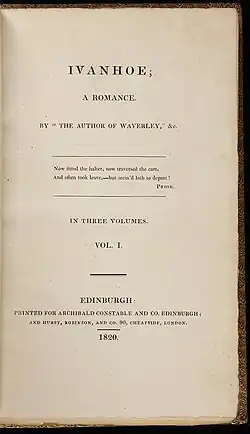 IVANHOE;
A ROMANCE.
BY "THE AUTHOR OF WAVERLEY," &c.
Now fitted the halter, now traversed the cart,
And often took leave,—but seem'd loth to depart!
PRIOR.
IN THREE VOLUMES.
VOL. I.
EDINBURGH:
PRINTED FOR ARCHIBALD CONSTABLE AND CO. EDINBURGH:
AND HURST, ROBINSON, AND CO. 90, CHEAPSIDE, LONDON.
1820.